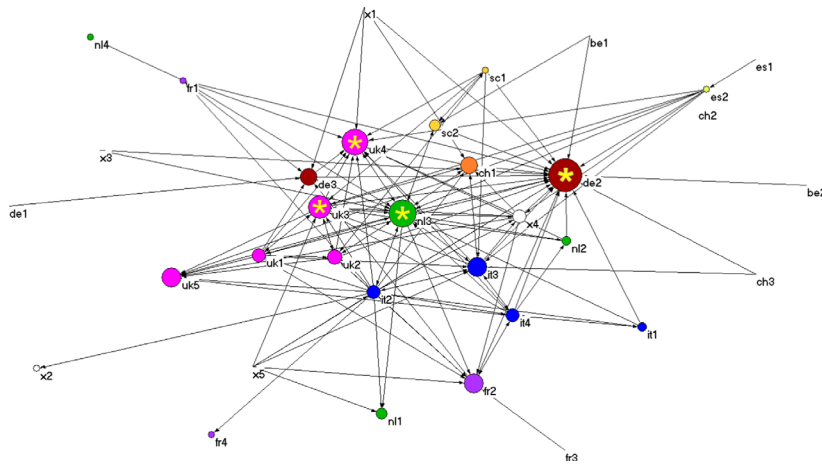 x1
nl4
be1
es1
sc1
fr1
es2
ch2
sc2
uk4
x3
ch1
de3
de2
be2
de1
uk3
nl3
x4
nl2
uk1
uk2
it3
uk5
ch3
it2
it4
it1
x2
x5
fr2
nl1
fr4
fr3